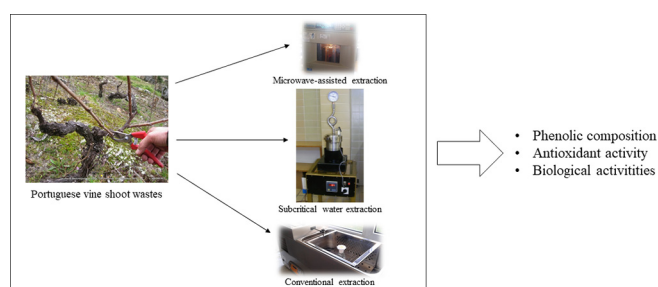 Microwave-assisted extraction
Portuguese vine shoot wastes
Subcritical water extraction
Conventional extraction
• Phenolic composition
• Antioxidant activity
• Biological activitities